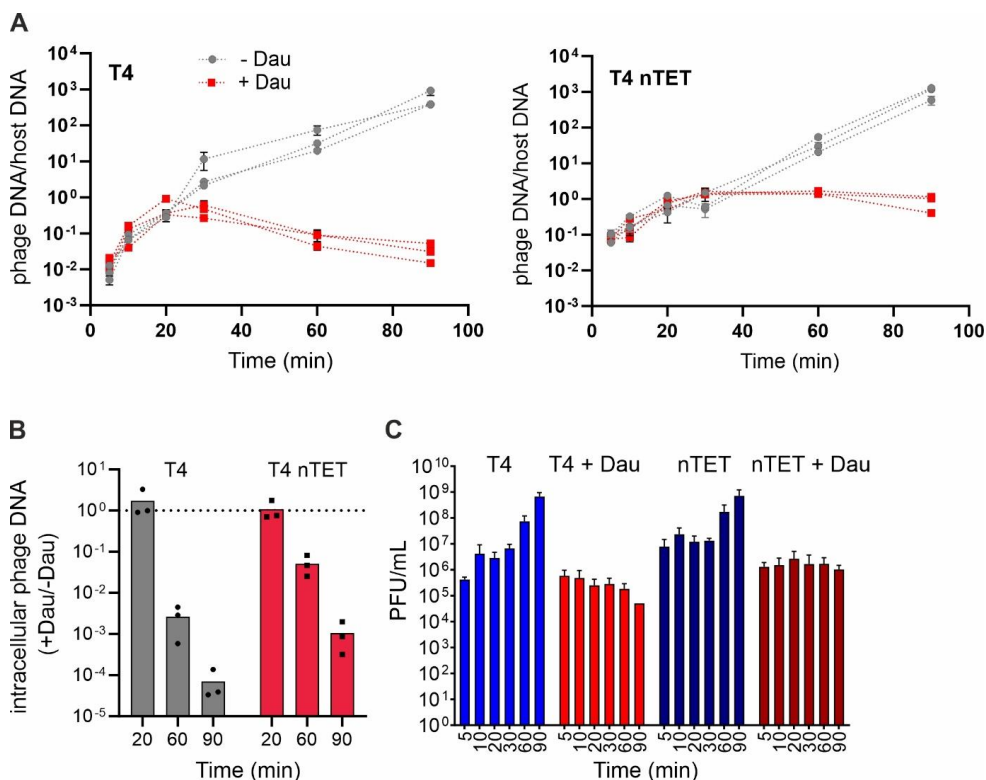 A
T4
- Dau
+ Dau
phage DNA/host DNA
10^4
10^3
10^2
10^1
10^0
10^-1
10^-2
10^-3
0 20 40 60 80 100
Time (min)
T4 nTET
phage DNA/host DNA
10^4
10^3
10^2
10^1
10^0
10^-1
10^-2
10^-3
0 20 40 60 80 100
Time (min)
B
T4 T4 nTET
intracellular phage DNA
(+Dau/-Dau)
10^1
10^0
10^-1
10^-2
10^-3
10^-4
10^-5
20 60 90 20 60 90
Time (min)
C
T4 T4 + Dau nTET nTET + Dau
PFU/mL
10^10
10^9
10^8
10^7
10^6
10^5
10^4
10^3
10^2
10^1
10^0
5 10 20 30 60 90 5 10 20 30 60 90 5 10 20 30 60 90 5 10 20 30 60 90
Time (min)